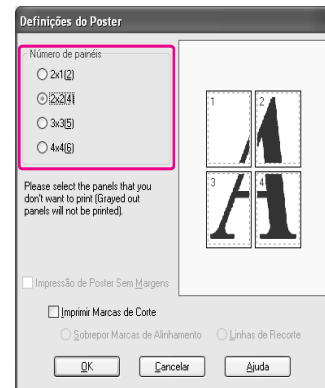 Definições do Poster
Número de painéis
2x1(2)
2x2(4)
3x3(5)
4x4(6)
1
2
3
4
Please select the panels that you
don't want to print (Grayed out
panels will not be printed).
Impressão de Poster Sem Margens
Imprimir Marcas de Corte
Sobrepor Marcas de Alinhamento
Linhas de Recorte
OK
Cancelar
Ajuda